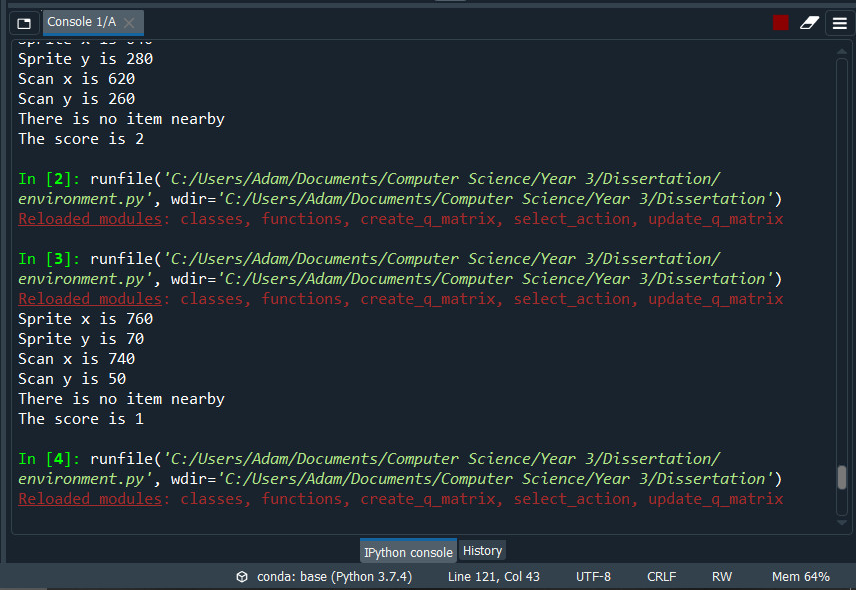 Console 1/A
Sprite x is 640
Sprite y is 280
Scan x is 620
Scan y is 260
There is no item nearby
The score is 2
In [2]: runfile('C:/Users/Adam/Documents/Computer Science/Year 3/Dissertation/
environment.py', wdir='C:/Users/Adam/Documents/Computer Science/Year 3/Dissertation')
Reloaded modules: classes, functions, create_q_matrix, select_action, update_q_matrix
In [3]: runfile('C:/Users/Adam/Documents/Computer Science/Year 3/Dissertation/
environment.py', wdir='C:/Users/Adam/Documents/Computer Science/Year 3/Dissertation')
Reloaded modules: classes, functions, create_q_matrix, select_action, update_q_matrix
Sprite x is 760
Sprite y is 70
Scan x is 740
Scan y is 50
There is no item nearby
The score is 1
In [4]: runfile('C:/Users/Adam/Documents/Computer Science/Year 3/Dissertation/
environment.py', wdir='C:/Users/Adam/Documents/Computer Science/Year 3/Dissertation')
Reloaded modules: classes, functions, create_q_matrix, select_action, update_q_matrix
IPython console History
conda: base (Python 3.7.4) Line 121, Col 43 UTF-8 CRLF RW Mem 64%